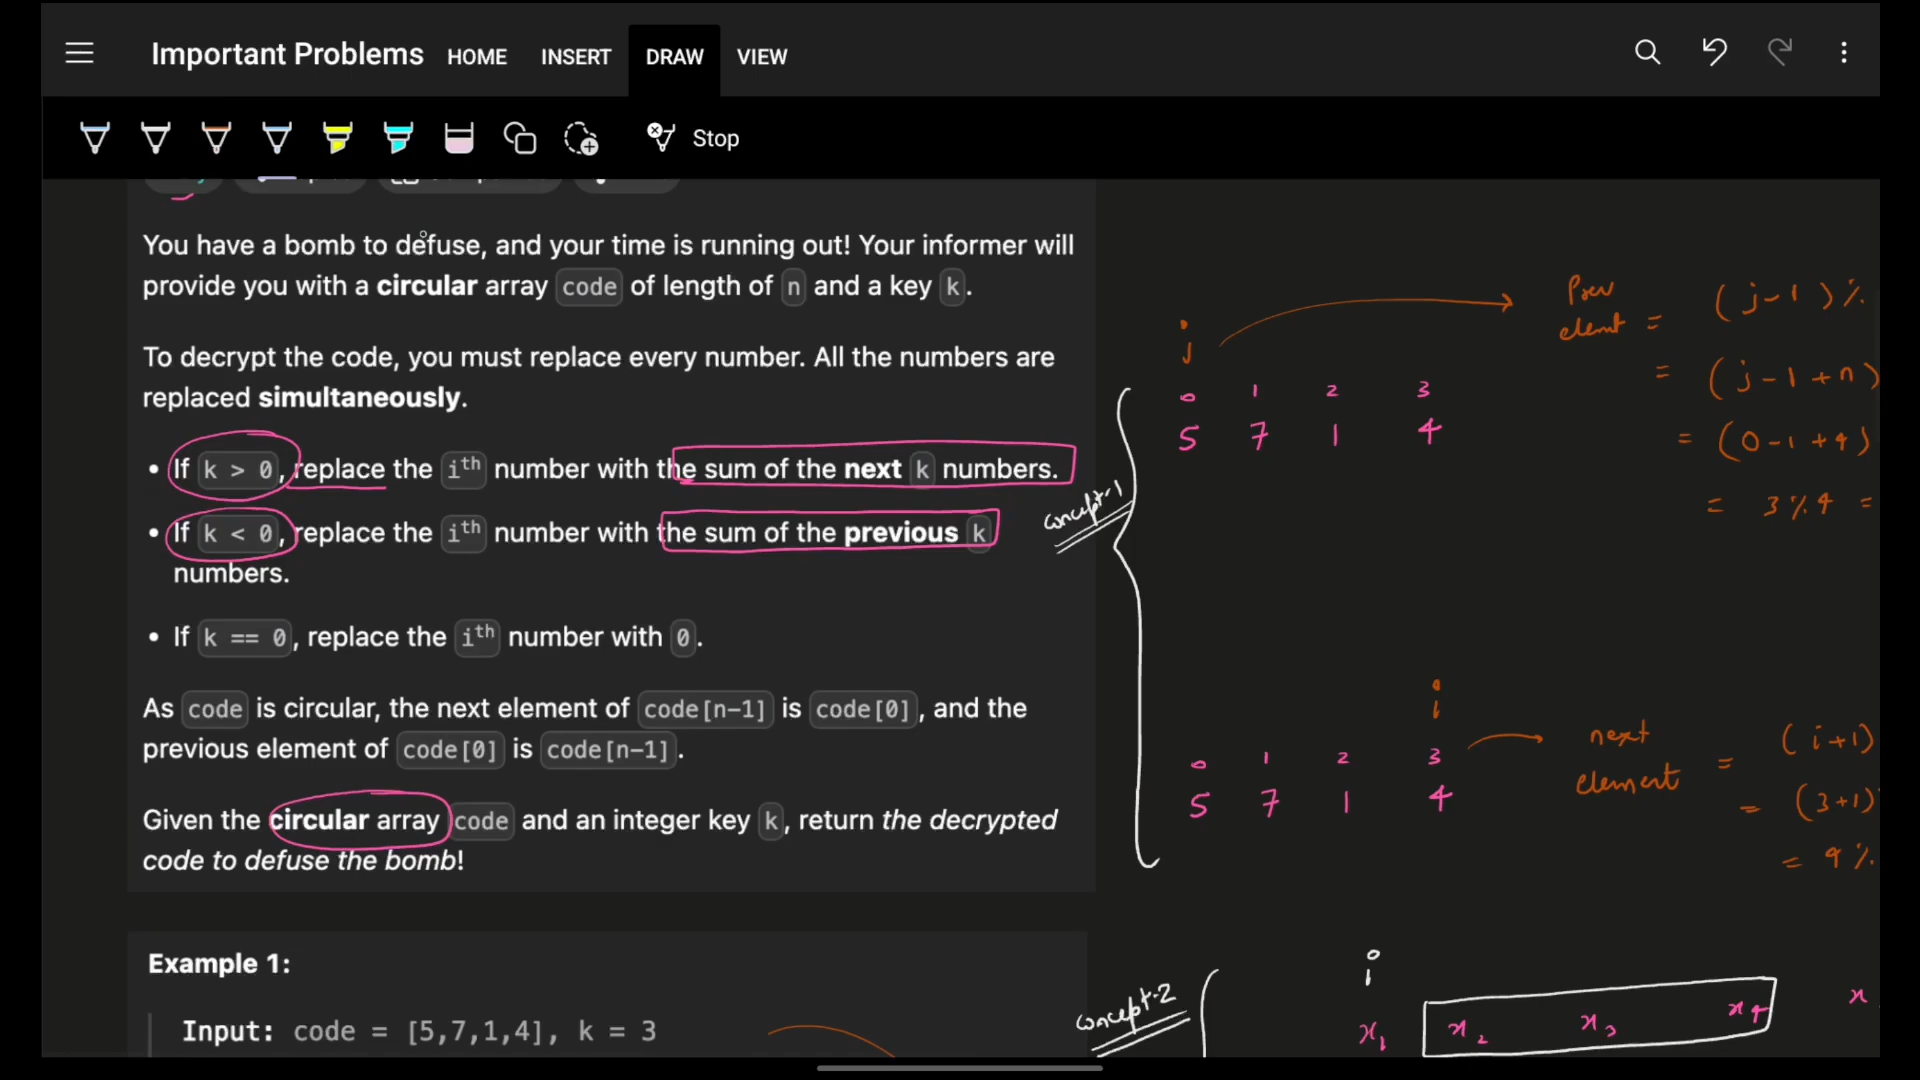 Important Problems HOME INSERT DRAW VIEW
Stop
You have a bomb to defuse, and your time is running out! Your informer will
provide you with a circular array code of length of n and a key k.
To decrypt the code, you must replace every number. All the numbers are
replaced simultaneously.
• If k > 0, replace the ith number with the sum of the next k numbers.
• If k < 0, replace the ith number with the sum of the previous k
numbers.
• If k == 0, replace the ith number with 0.
As code is circular, the next element of code[n-1] is code[0], and the
previous element of code[0] is code[n-1].
Given the circular array code and an integer key k, return the decrypted
code to defuse the bomb!
Example 1:
Input: code = [5,7,1,4], k = 3
concept-1
j
0 1 2 3
5 7 1 4
Prev
elemt = (j-1)%
= (j-1+n)
= (0-1+4)
= 3%4 =
i
0 1 2 3
5 7 1 4
next
element = (i+1)
= (3+1)
= 4%
concept-2
i
x1 x2 x3 x4 x